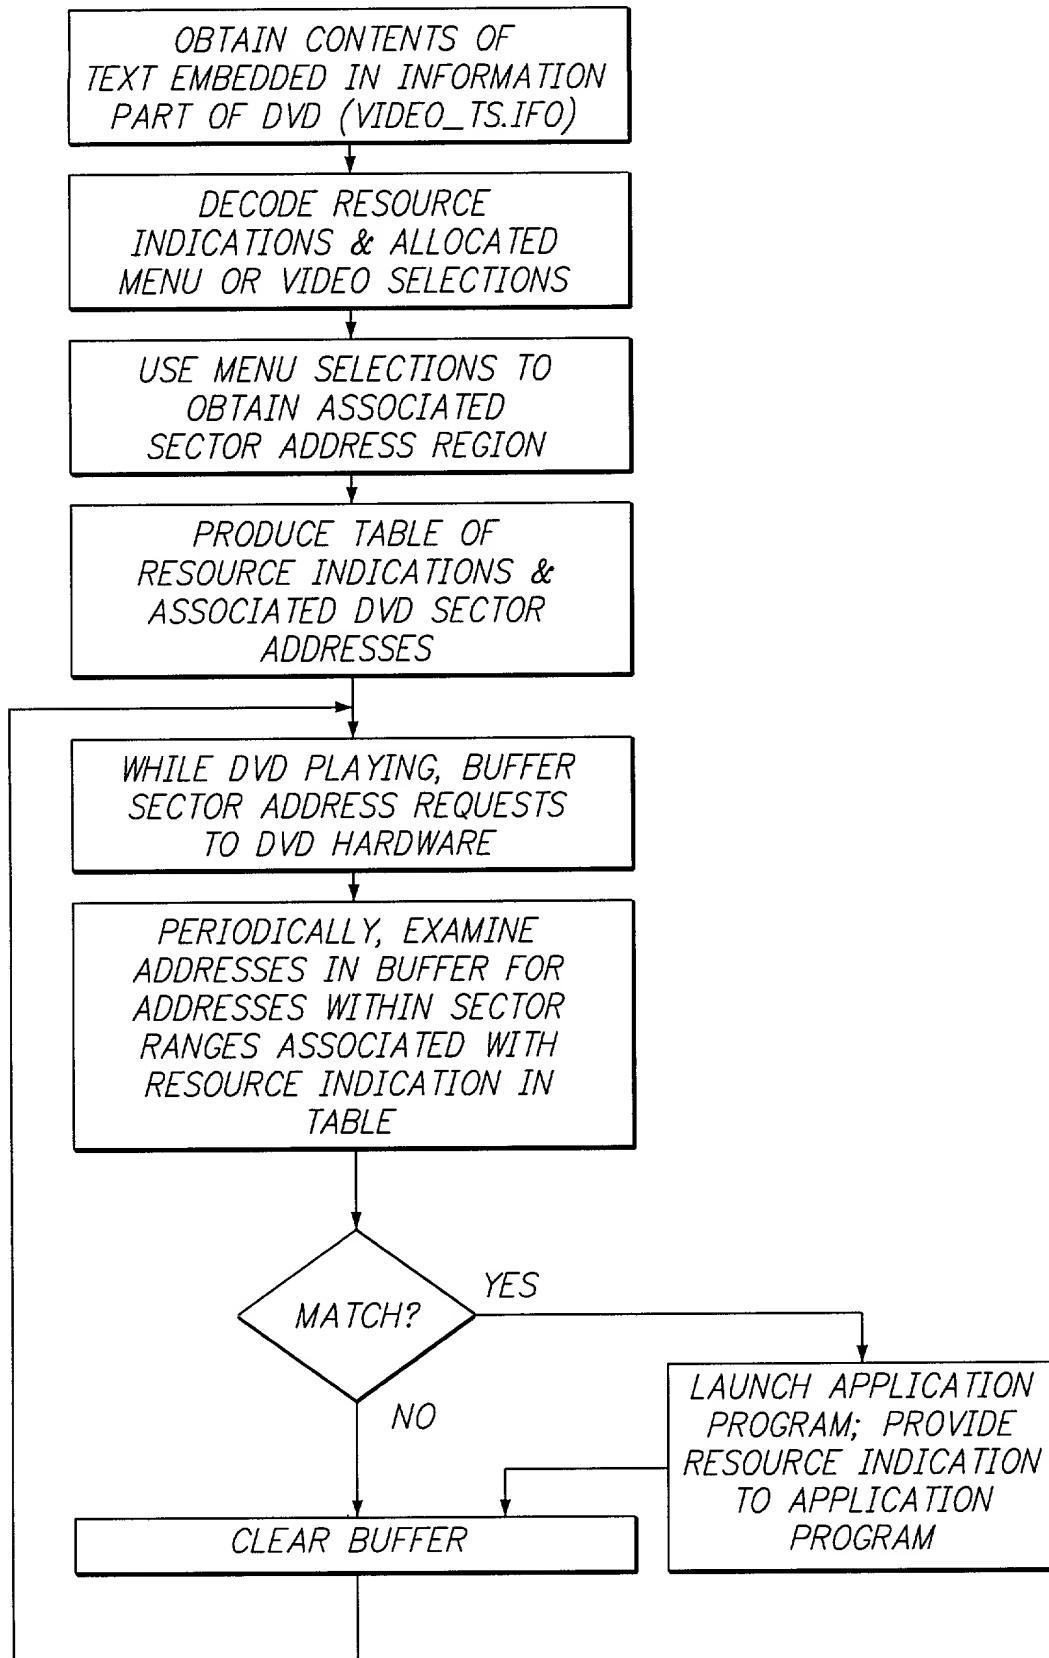 OBTAIN CONTENTS OF
TEXT EMBEDDED IN INFORMATION
PART OF DVD (VIDEO_TS.IFO)
DECODE RESOURCE
INDICATIONS & ALLOCATED
MENU OR VIDEO SELECTIONS
USE MENU SELECTIONS TO
OBTAIN ASSOCIATED
SECTOR ADDRESS REGION
PRODUCE TABLE OF
RESOURCE INDICATIONS &
ASSOCIATED DVD SECTOR
ADDRESSES
WHILE DVD PLAYING, BUFFER
SECTOR ADDRESS REQUESTS
TO DVD HARDWARE
PERIODICALLY, EXAMINE
ADDRESSES IN BUFFER FOR
ADDRESSES WITHIN SECTOR
RANGES ASSOCIATED WITH
RESOURCE INDICATION IN
TABLE
MATCH?
YES
NO
LAUNCH APPLICATION
PROGRAM; PROVIDE
RESOURCE INDICATION
TO APPLICATION
PROGRAM
CLEAR BUFFER